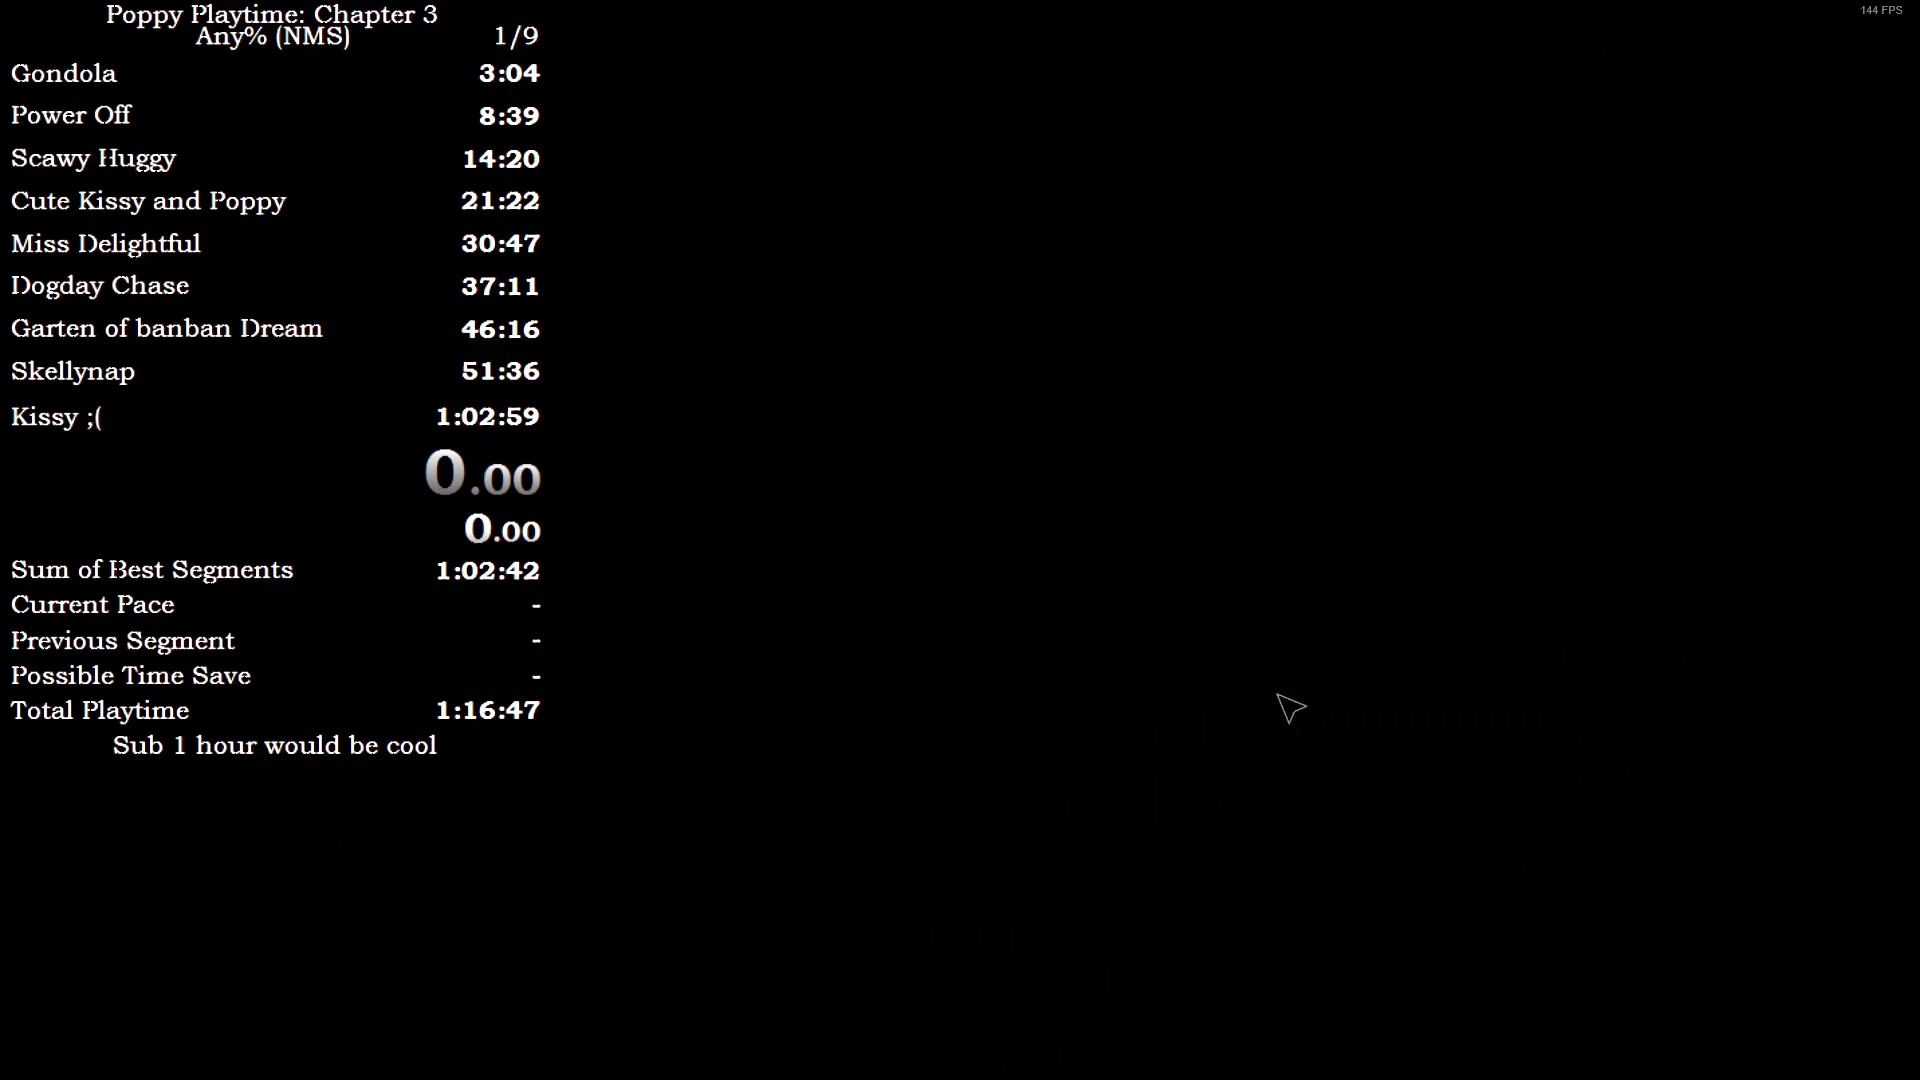 Poppy Playtime: Chapter 3
Any% (NMS) 1/9
144 FPS
Gondola 3:04
Power Off 8:39
Scawy Huggy 14:20
Cute Kissy and Poppy 21:22
Miss Delightful 30:47
Dogday Chase 37:11
Garten of banban Dream 46:16
Skellynap 51:36
Kissy ;( 1:02:59
0.00
0.00
Sum of Best Segments 1:02:42
Current Pace -
Previous Segment -
Possible Time Save -
Total Playtime 1:16:47
Sub 1 hour would be cool